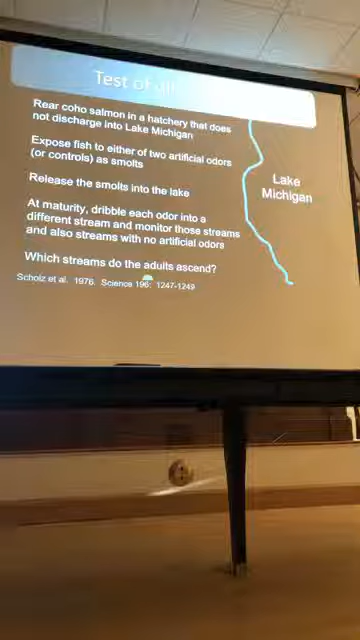 Test of
Rear coho salmon in a hatchery that does
not discharge into Lake Michigan
Expose fish to either of two artificial odors
(or controls) as smolts
Release the smolts into the lake
At maturity, dribble each odor into a
different stream and monitor those streams
and also streams with no artificial odors
Which streams do the adults ascend?
Scholz et al. 1976. Science 196: 1247-1249
Lake
Michigan